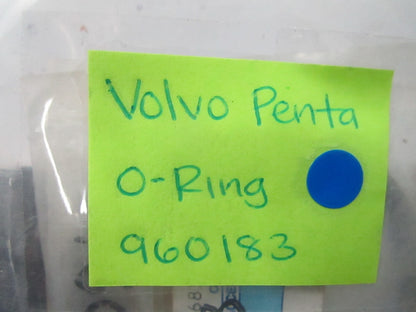 Volvo Penta
O-Ring
960183